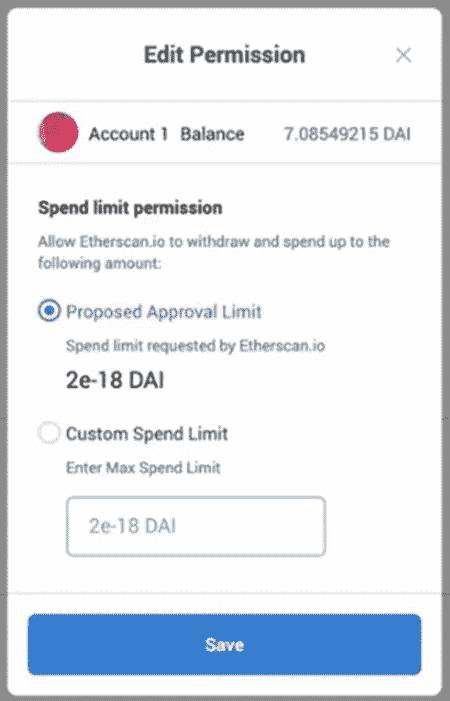 Edit Permission
Account 1 Balance 7.08549215 DAI
Spend limit permission
Allow Etherscan.io to withdraw and spend up to the
following amount:
Proposed Approval Limit
Spend limit requested by Etherscan.io
2e-18 DAI
Custom Spend Limit
Enter Max Spend Limit
2e-18 DAI
Save